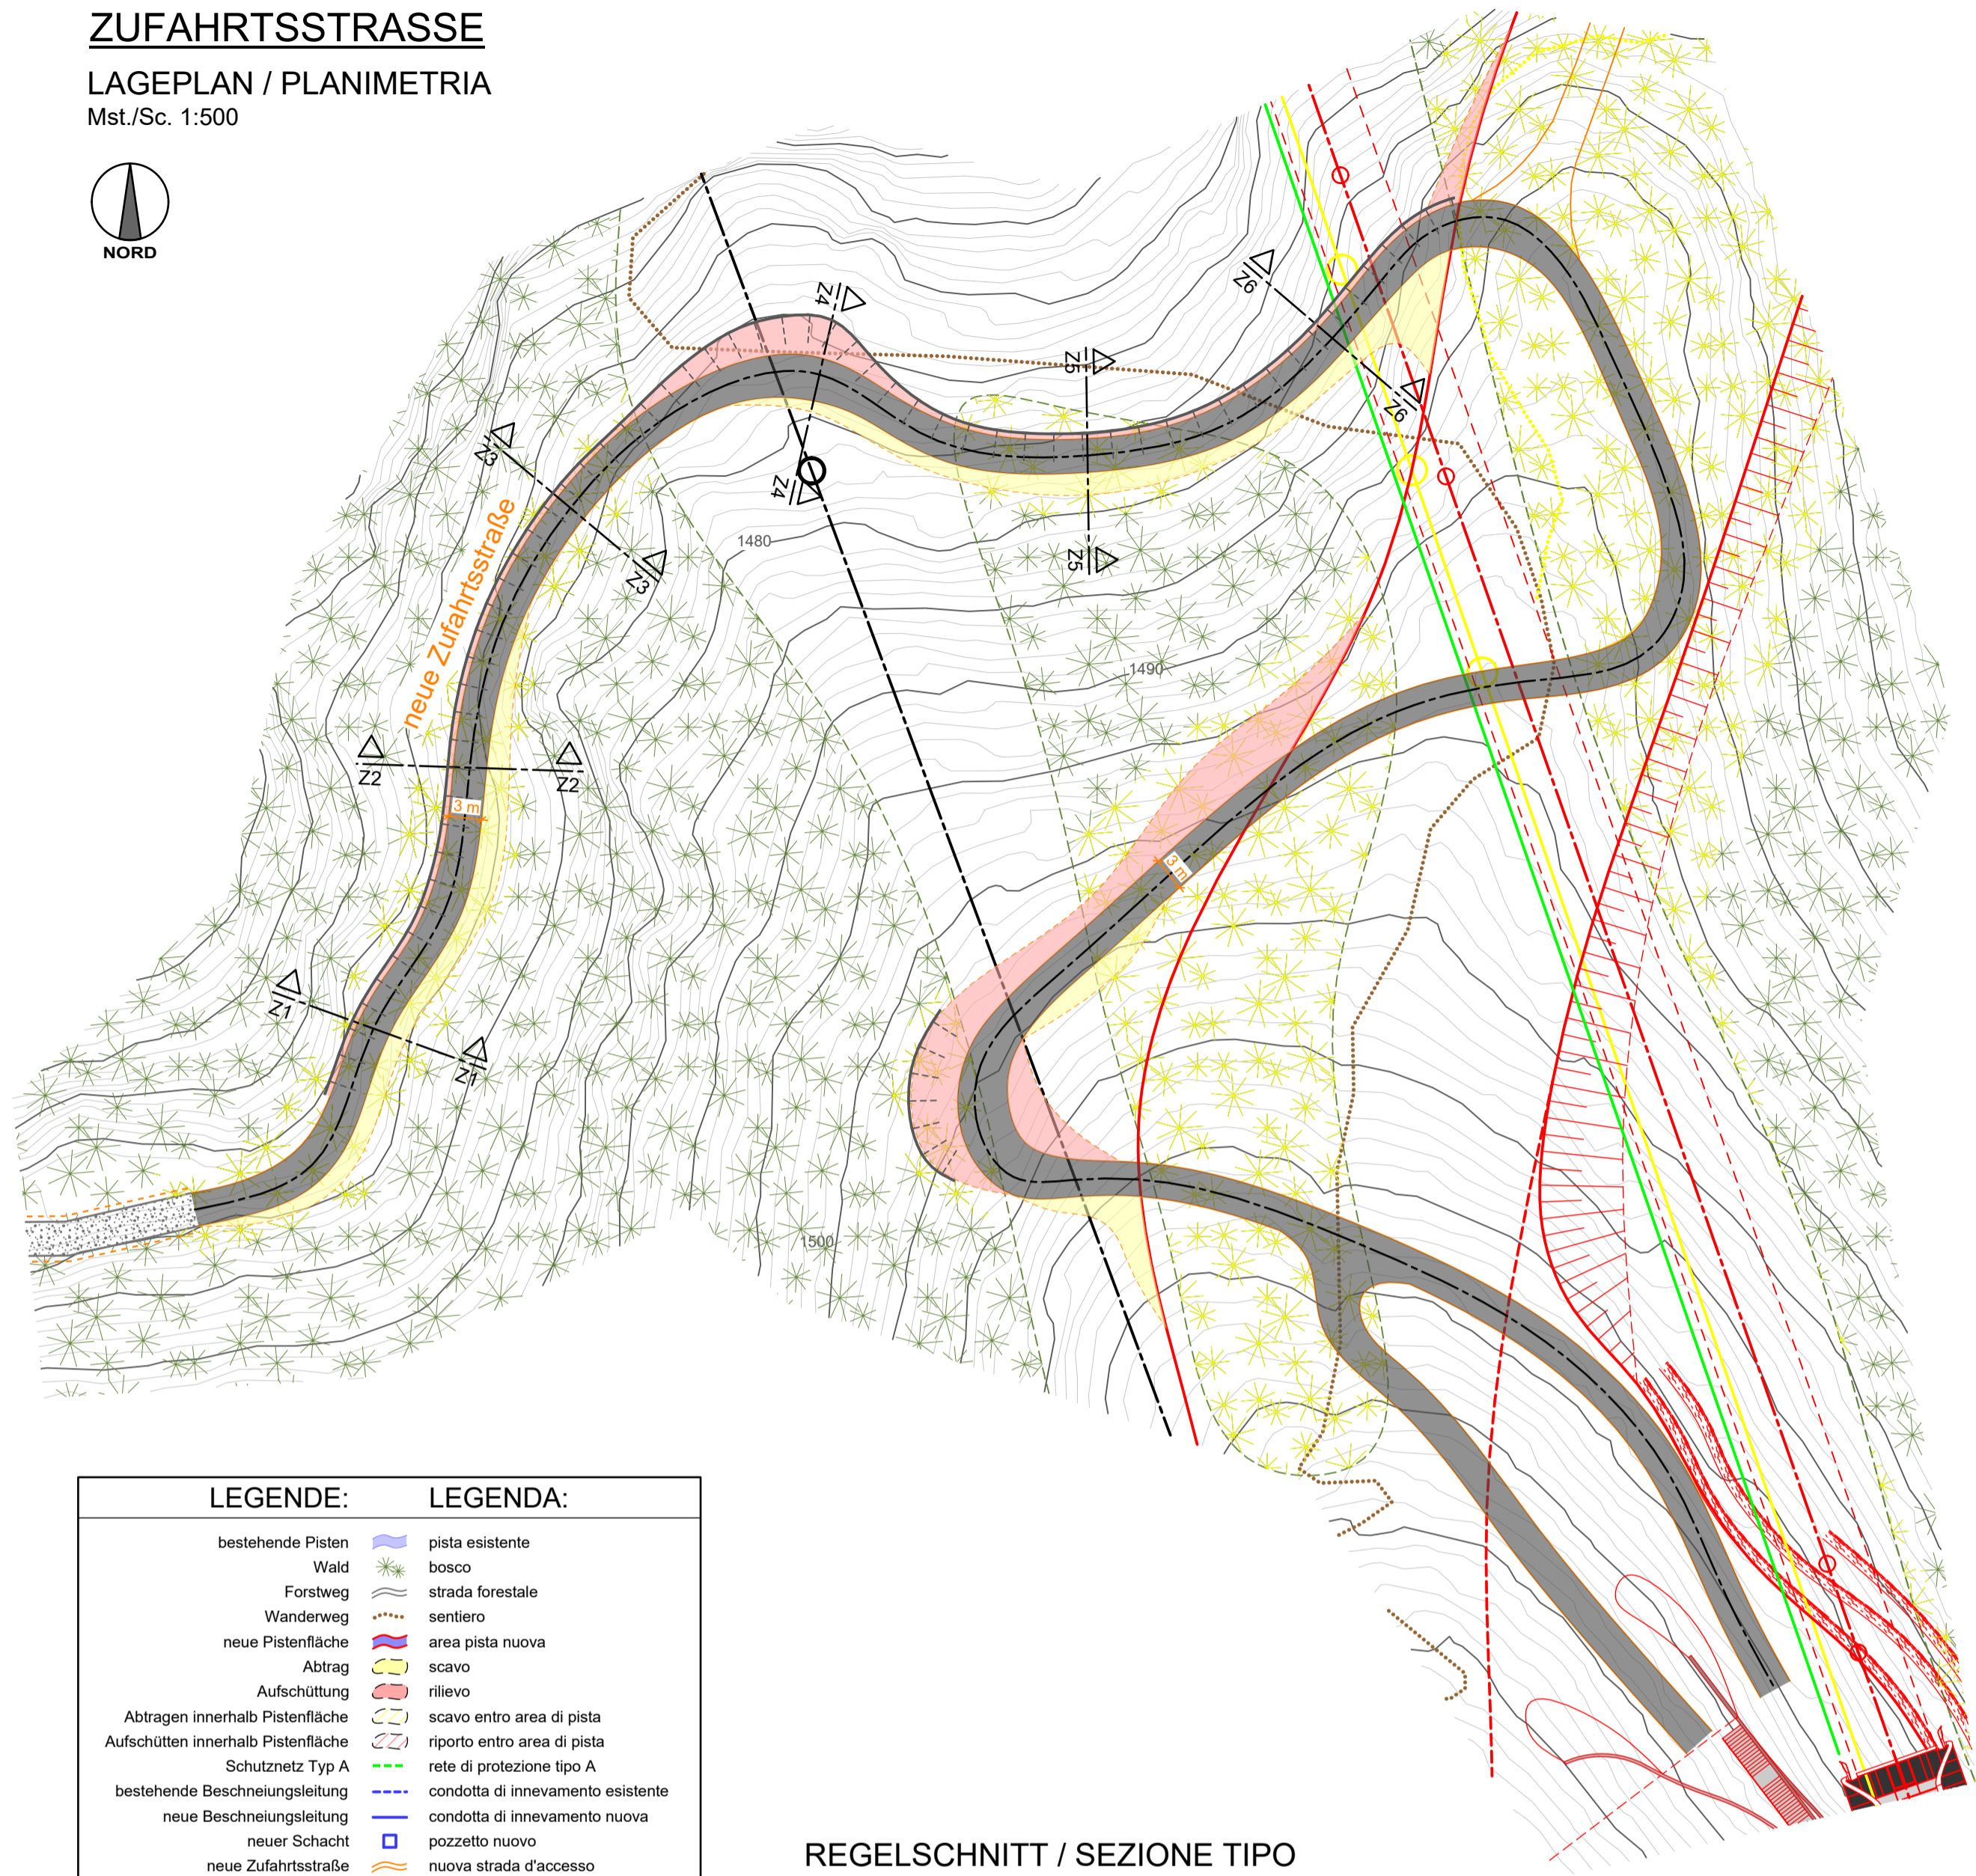 ZUFAHRTSSTRASSE
LAGEPLAN / PLANIMETRIA
Mst./Sc. 1:500
NORD
Z4
Z6
Z5
Z3
Z6
Z4
neue Zufahrtsstraße
1480
Z5
Z3
1490
Z2
Z2
3 m
3 m
Z1
Z1
1500
LEGENDE: LEGENDA:
bestehende Pisten pista esistente
Wald bosco
Forstweg strada forestale
Wanderweg sentiero
neue Pistenfläche area pista nuova
Abtrag scavo
Aufschüttung rilievo
Abtragen innerhalb Pistenfläche scavo entro area di pista
Aufschütten innerhalb Pistenfläche riporto entro area di pista
Schutznetz Typ A rete di protezione tipo A
bestehende Beschneiungsleitung condotta di innevamento esistente
neue Beschneiungsleitung condotta di innevamento nuova
neuer Schacht pozzetto nuovo
neue Zufahrtsstraße nuova strada d'accesso
REGELSCHNITT / SEZIONE TIPO